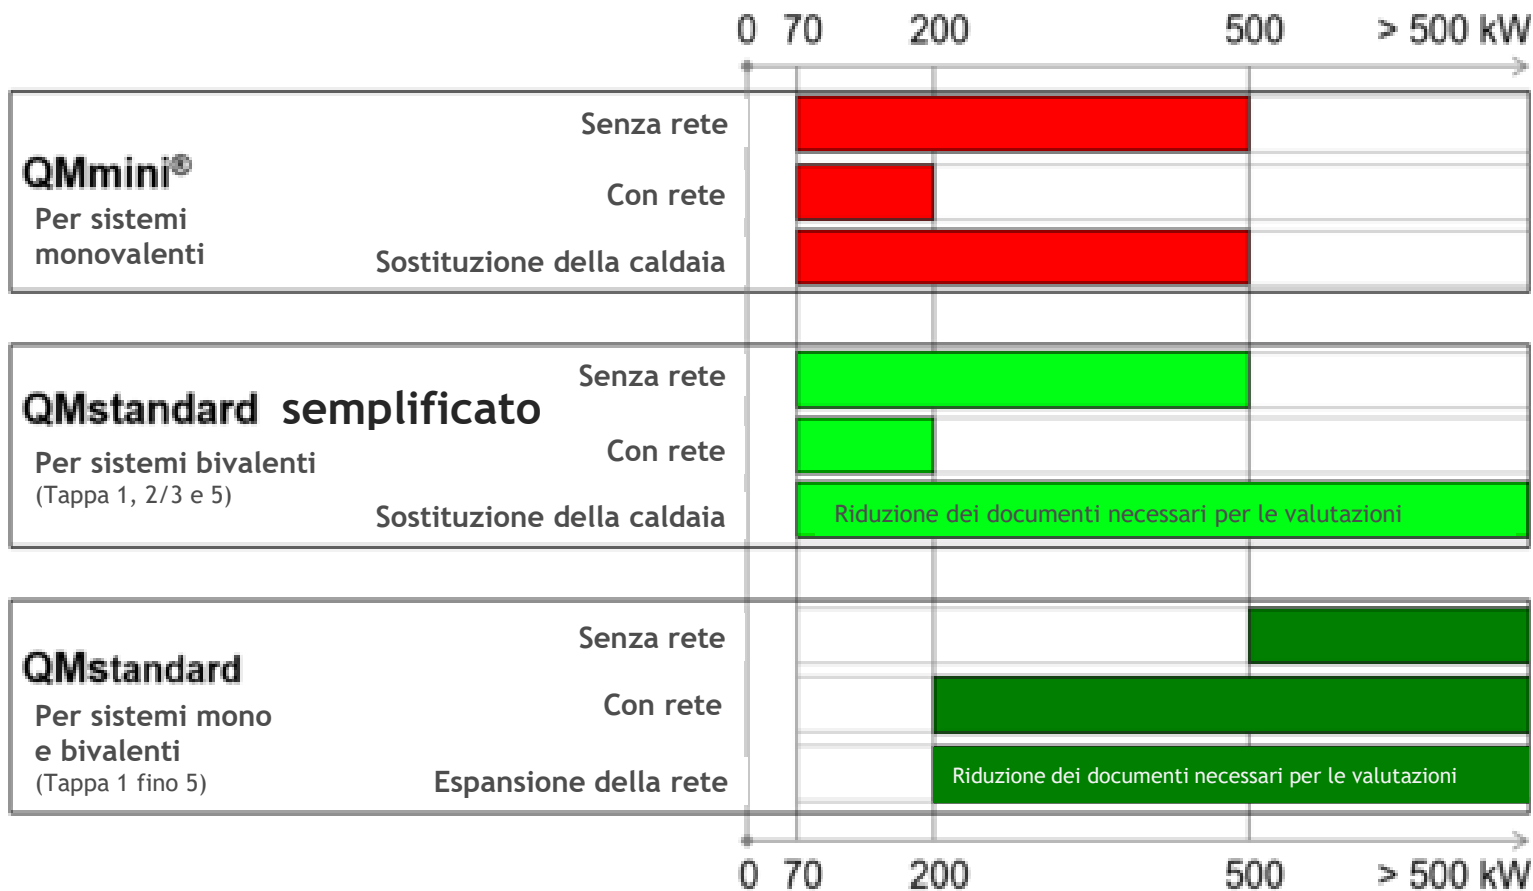 0 70 200 500 > 500 kW
Senza rete
QMmini®
Con rete
Per sistemi
monovalenti
Sostituzione della caldaia
Senza rete
QMstandard semplificato
Con rete
Per sistemi bivalenti
(Tappa 1, 2/3 e 5)
Sostituzione della caldaia
Riduzione dei documenti necessari per le valutazioni
Senza rete
QMstandard
Con rete
Per sistemi mono
e bivalenti
(Tappa 1 fino 5)
Espansione della rete
Riduzione dei documenti necessari per le valutazioni
0 70 200 500 > 500 kW